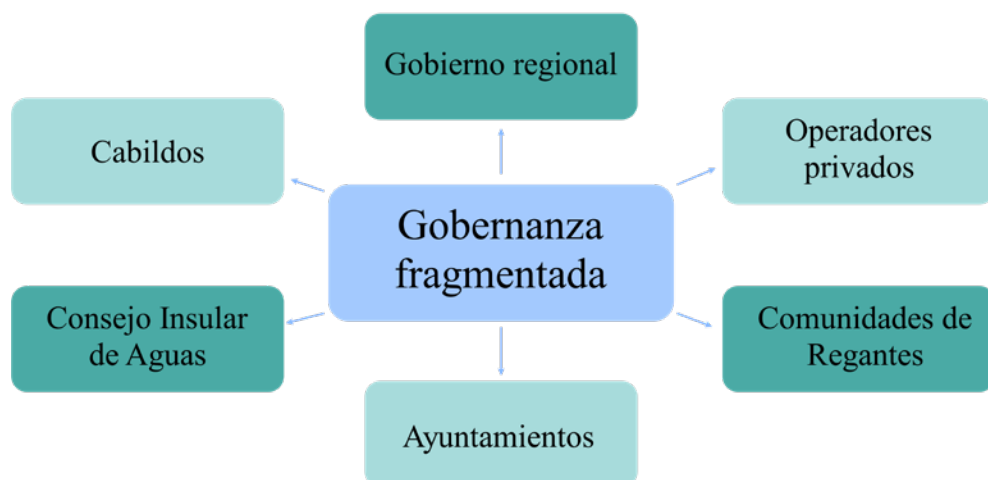 Gobierno regional
Cabildos
Operadores
privados
Gobernanza
fragmentada
Consejo Insular
de Aguas
Comunidades de
Regantes
Ayuntamientos